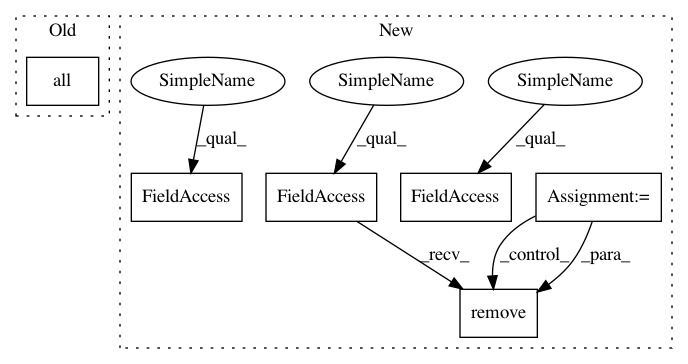 Old
New
all
SimpleName
SimpleName
SimpleName
_qual_
_qual_
_qual_
FieldAccess
FieldAccess
FieldAccess
Assignment:=
_recv_
_control_
_para_
remove